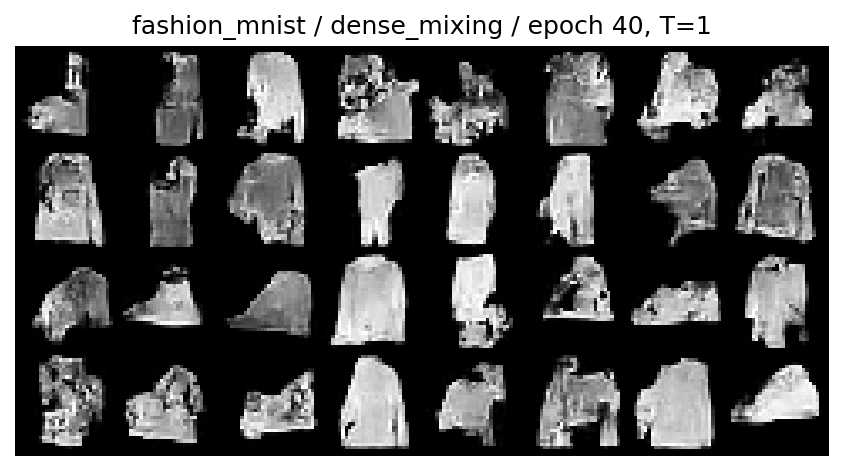 fashion_mnist / dense_mixing / epoch 40, T=1